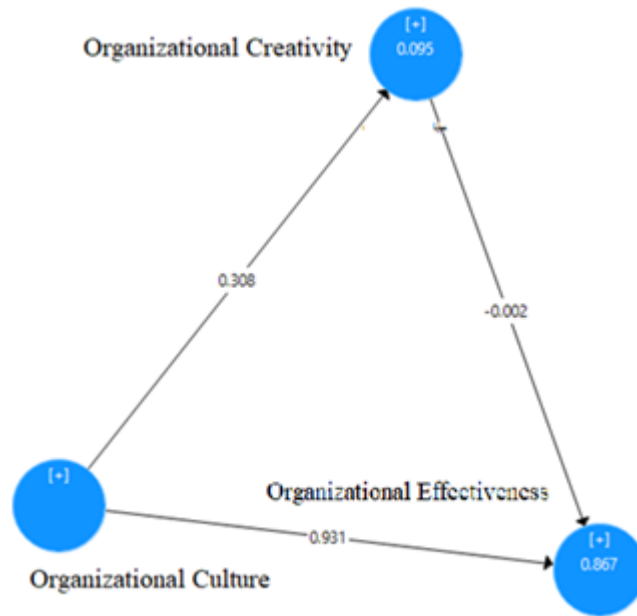 [+]
Organizational Creativity
0.095
0.308
-0.002
[+]
Organizational Effectiveness
[+]
0.931
0.867
Organizational Culture